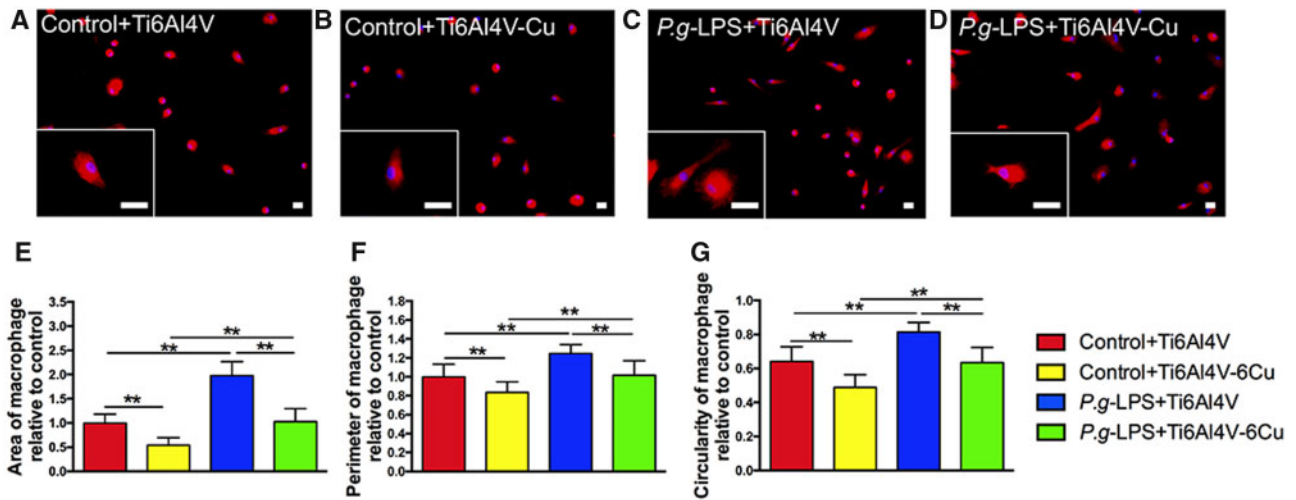 A
Control+Ti6Al4V
B
Control+Ti6Al4V-Cu
C
P.g-LPS+Ti6Al4V
D
P.g-LPS+Ti6Al4V-Cu
E
Area of macrophage
relative to control
3.5
3.0
2.5
2.0
1.5
1.0
0.5
0.0
**
**
**
**
F
Perimeter of macrophage
relative to control
1.8
1.6
1.4
1.2
1.0
0.8
0.6
0.4
0.2
0.0
**
**
**
**
G
Circularity of macrophage
relative to control
1.0
0.8
0.6
0.4
0.2
0.0
**
**
**
**
Control+Ti6Al4V
Control+Ti6Al4V-6Cu
P.g-LPS+Ti6Al4V
P.g-LPS+Ti6Al4V-6Cu